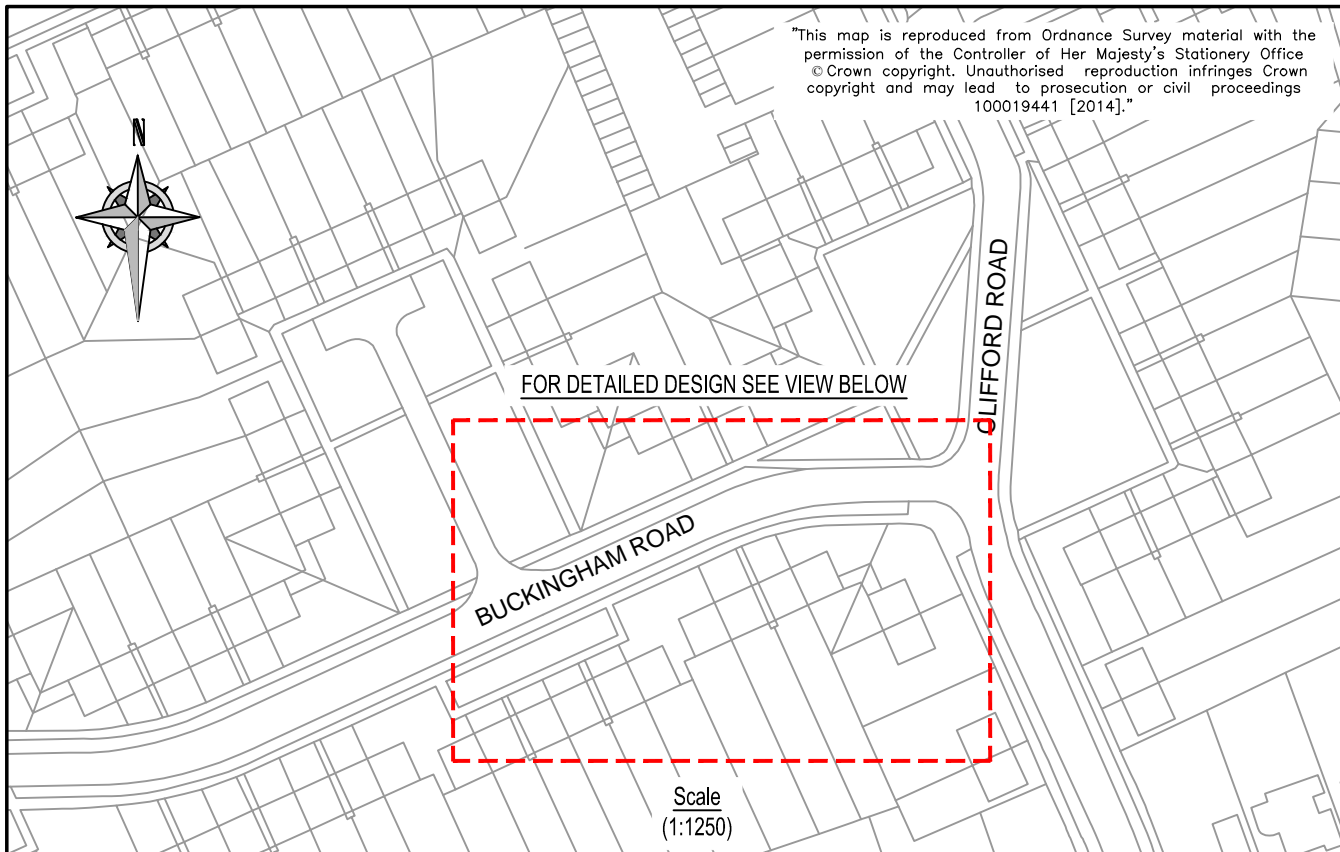 "This map is reproduced from Ordnance Survey material with the
permission of the Controller of Her Majesty's Stationery Office
© Crown copyright. Unauthorised reproduction infringes Crown
copyright and may lead to prosecution or civil proceedings
100019441 [2014]."
N
CLIFFORD ROAD
FOR DETAILED DESIGN SEE VIEW BELOW
BUCKINGHAM ROAD
Scale
(1:1250)